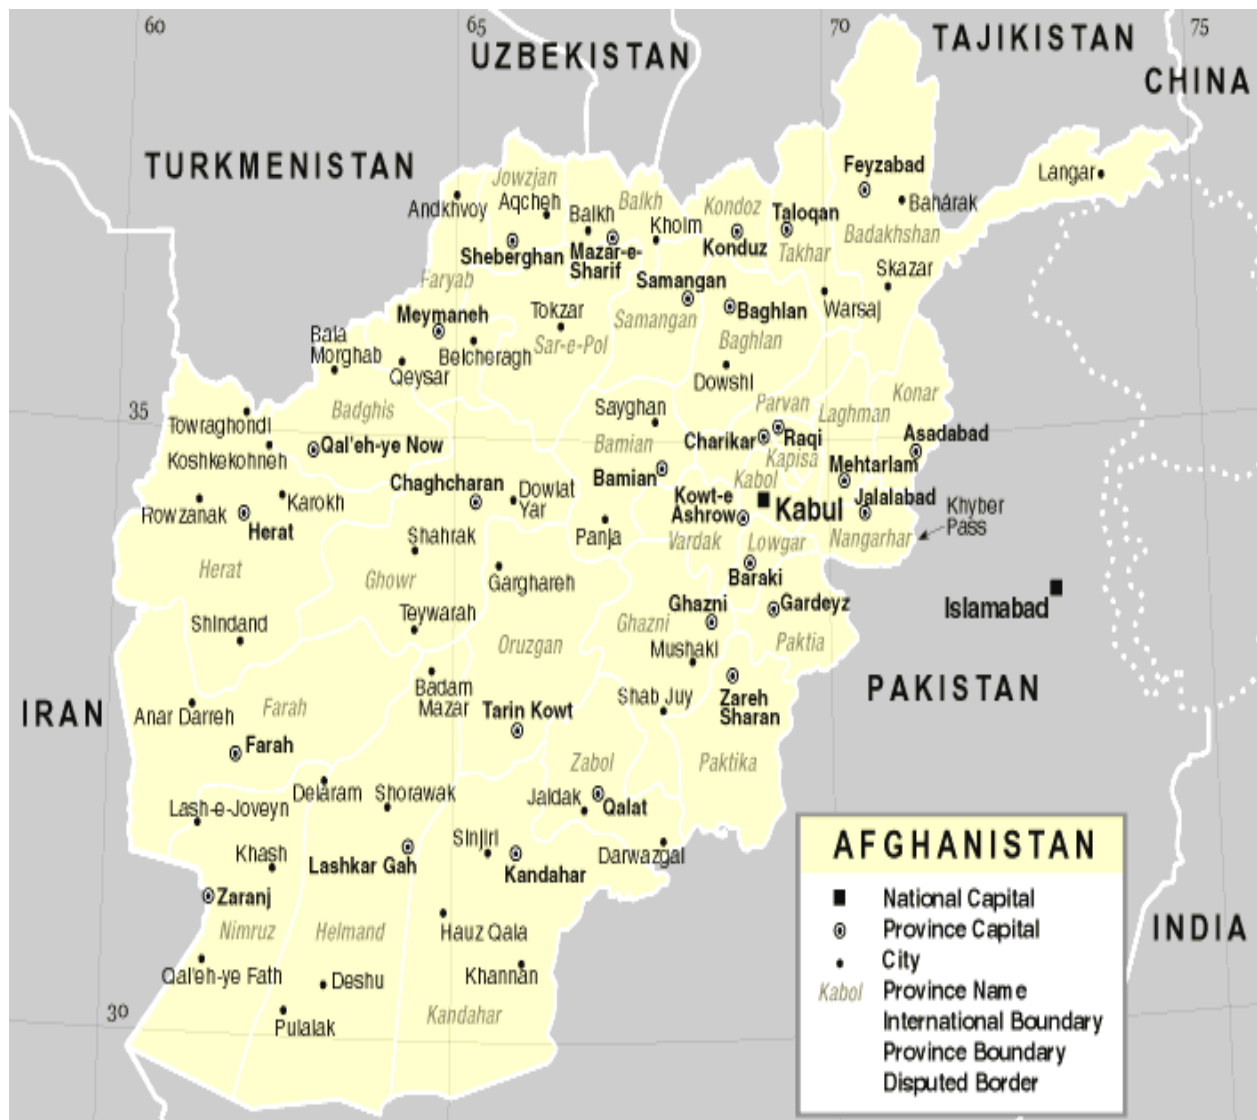 60
65
70
75
UZBEKISTAN
TAJIKISTAN
CHINA
TURKMENISTAN
Feyzabad
Langar
Jowzjan
Andkhvoy
Aqcheh
Balkh
Balkh
Kholm
Kondoz
Taloqan
Bahárak
Sheberghan
Mazar-e-
Sharif
Konduz
Takhar
Badakhshan
Faryab
Samangan
Skazar
Meymaneh
Tokzar
Samangan
Baghlan
Warsaj
Bala
Morghab
Qeysar
Belcheragh
Sar-e-Pol
Baghlan
Dowshl
35
Badghis
Sayghan
Parvan
Laghman
Konar
Towraghondl
Koshkekohneh
Qal'eh-ye Now
Bamian
Charikar
Raqi
Asadabad
Kapisa
Mehtarlam
Chaghcharan
Dowlat
Yar
Bamian
Kabol
Kowt-e
Ashrow
Kabul
Jalalabad
Khyber
Pass
Rowzanak
Karokh
Herat
Shahrak
Panja
Vardak
Lowgar
Nangarhar
Herat
Ghowr
Garghareh
Baraki
Islamabad
Shindand
Teywarah
Oruzgan
Ghazni
Ghazni
Gardeyz
Mushakl
Paktia
IRAN
Anar Darreh
Farah
Badam
Mazar
Tarin Kowt
Shab Juy
Zareh
Sharan
PAKISTAN
Farah
Zabol
Paktika
Lash-e-Joveyn
Delaram
Shorawak
Jaldak
Qalat
Khash
Lashkar Gah
Sinjirl
Kandahar
Darwazgal
Zaranj
Nimruz
Helmand
Hauz Qala
Qal'eh-ye Fath
Deshu
Khannan
Pulalak
Kandahar
30
INDIA
AFGHANISTAN
National Capital
Province Capital
City
Kabol Province Name
International Boundary
Province Boundary
Disputed Border